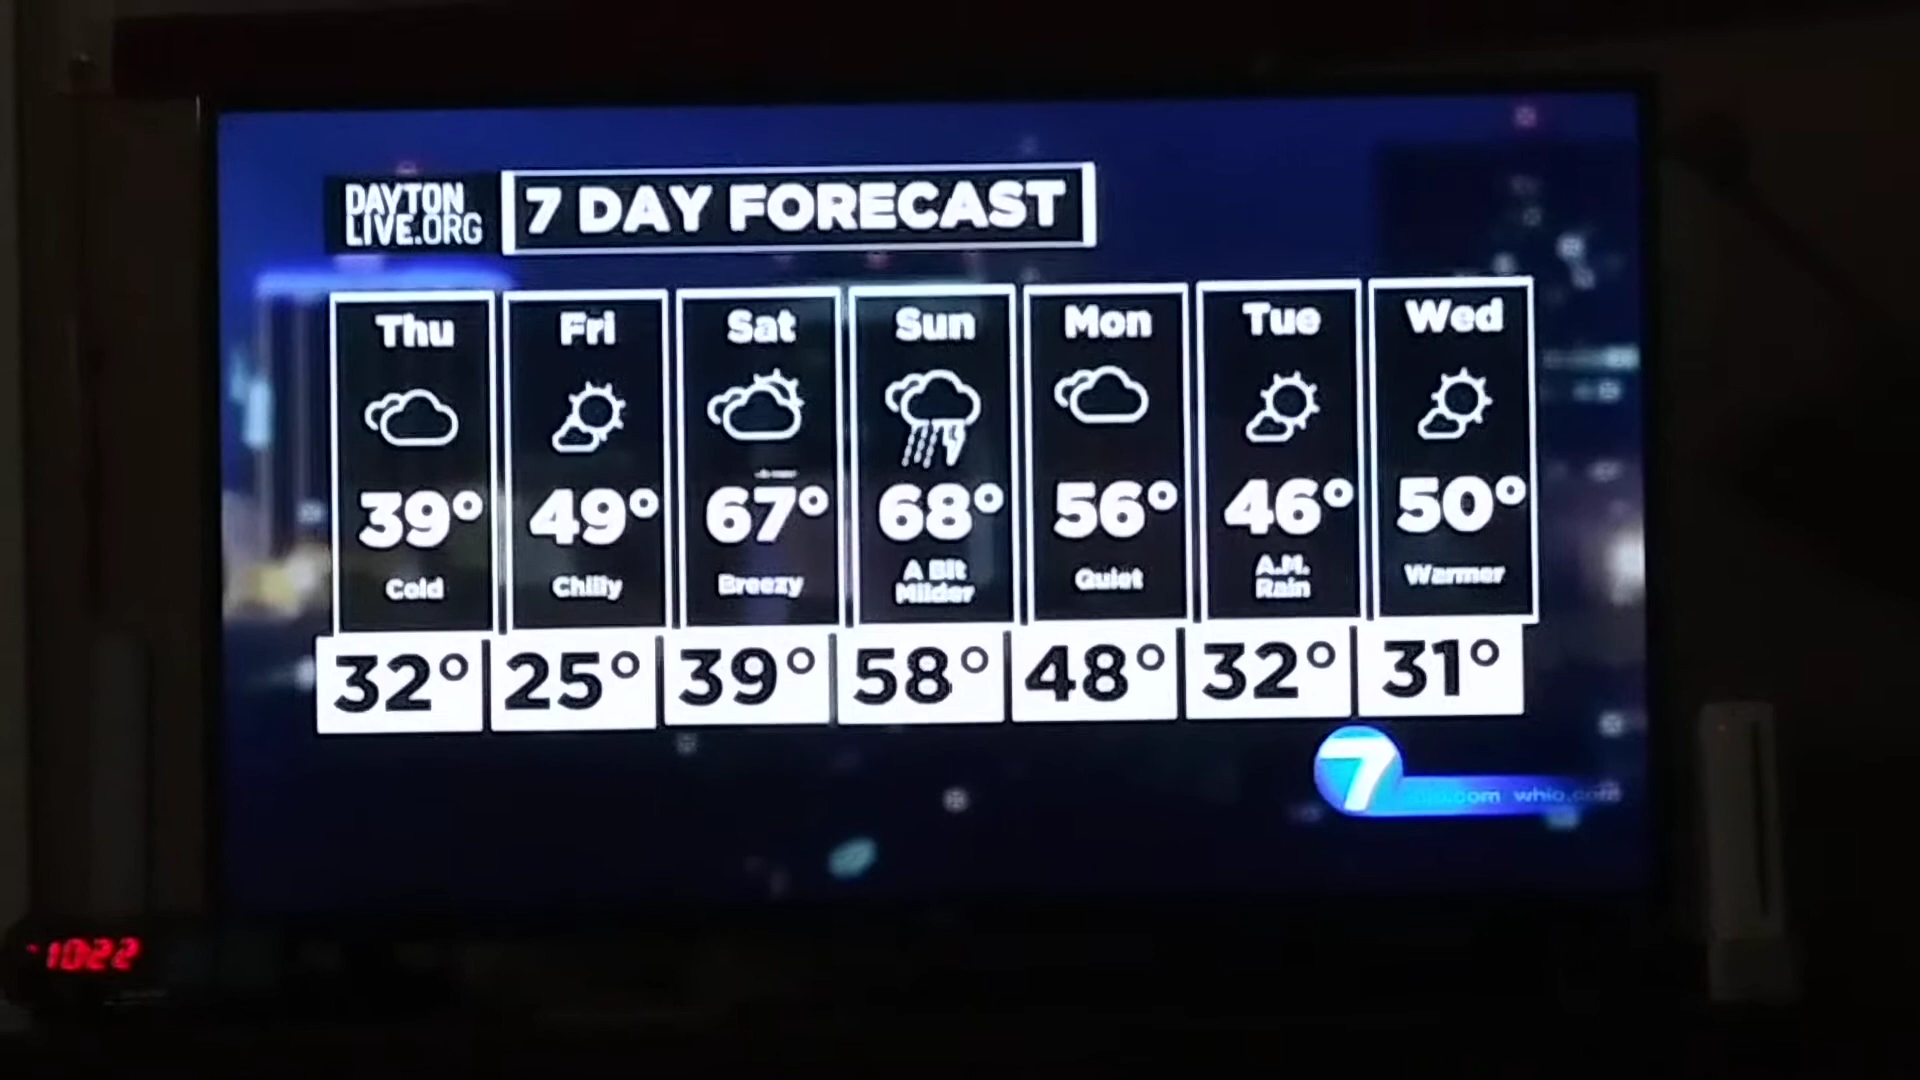 DAYTON
LIVE.ORG
7 DAY FORECAST
Thu Fri Sat Sun Mon Tue Wed
39° 49° 67° 68° 56° 46° 50°
Cold Chilly Breezy A Bit Milder Quiet A.M. Rain Warmer
32° 25° 39° 58° 48° 32° 31°
7
whio.com
10:22